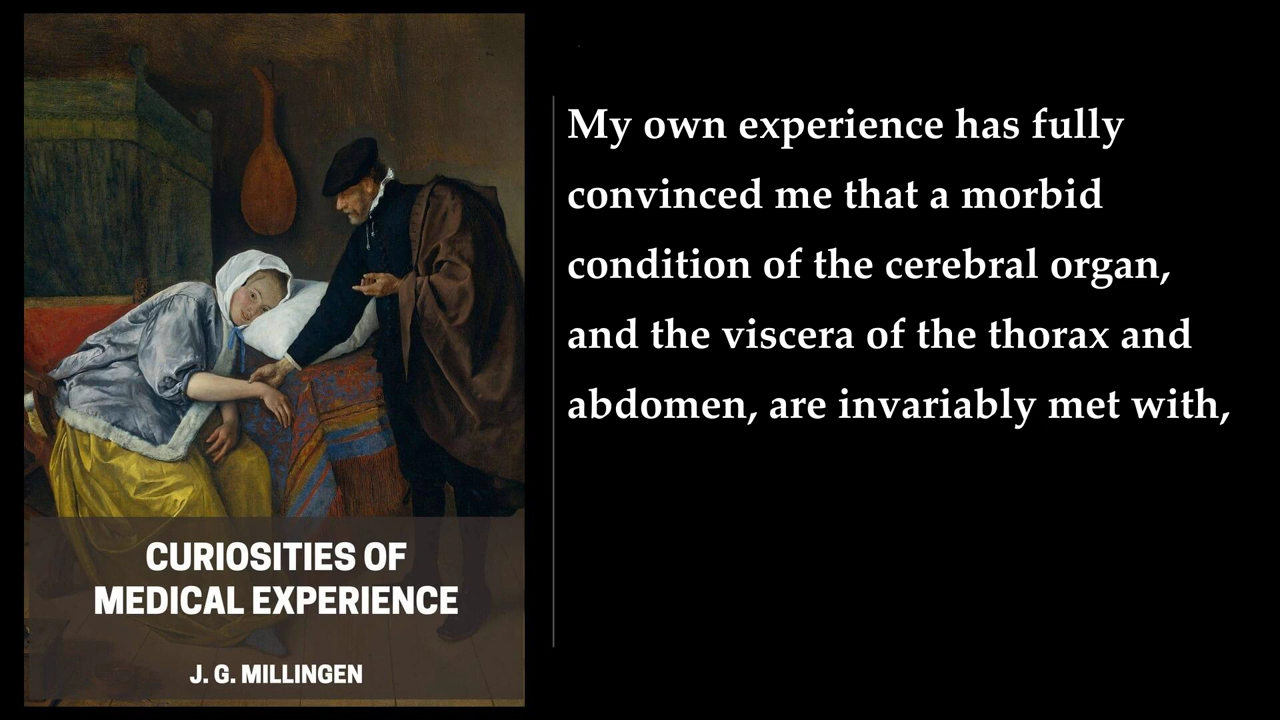 My own experience has fully
convinced me that a morbid
condition of the cerebral organ,
and the viscera of the thorax and
abdomen, are invariably met with,
CURIOSITIES OF
MEDICAL EXPERIENCE
J. G. MILLINGEN